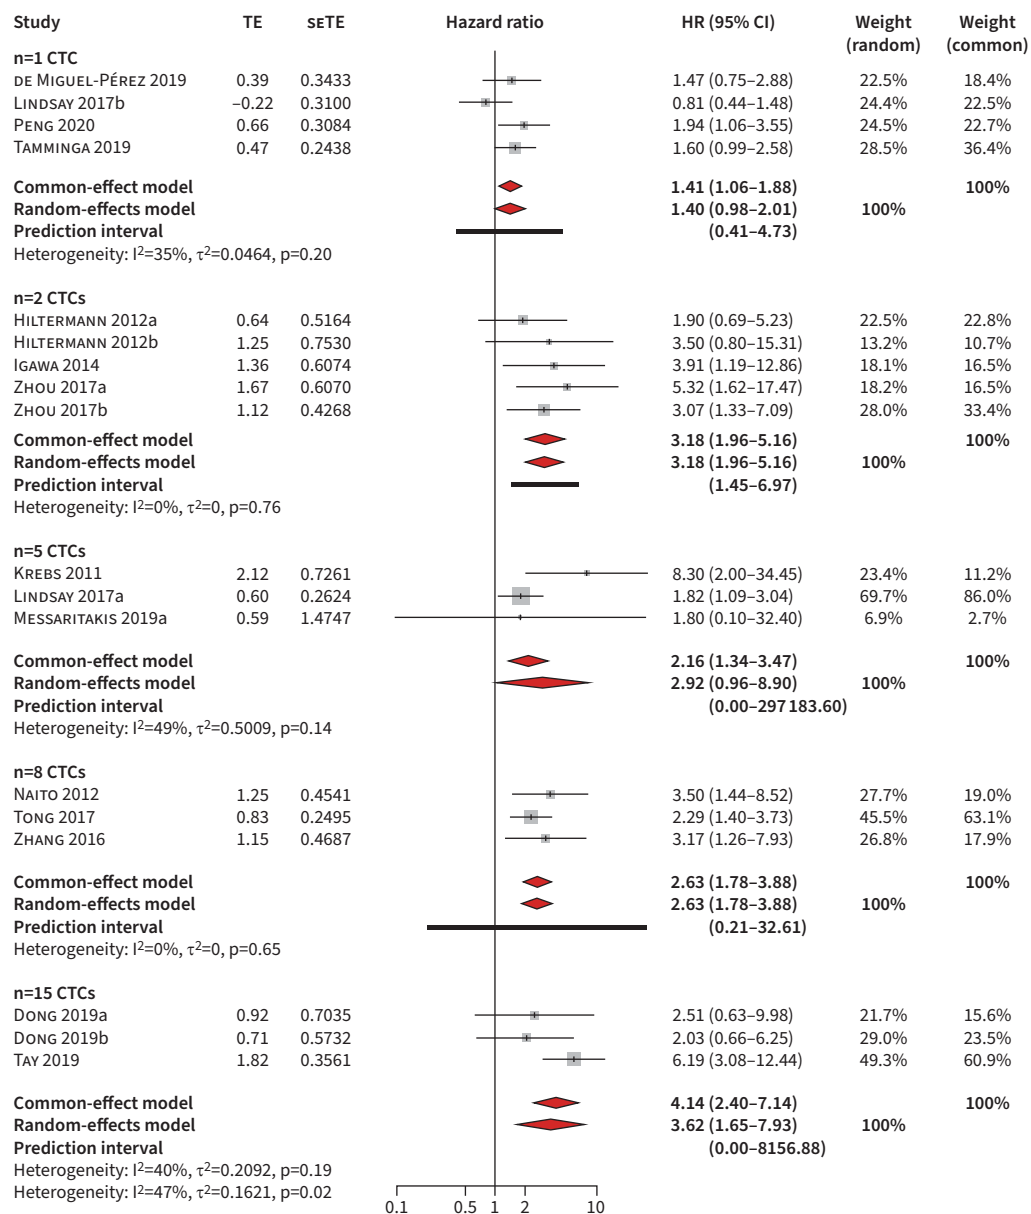 Study TE seTE Hazard ratio HR (95% CI) Weight (random) Weight (common)
n=1 CTC
de Miguel-Pérez 2019 0.39 0.3433 1.47 (0.75–2.88) 22.5% 18.4%
Lindsay 2017b −0.22 0.3100 0.81 (0.44–1.48) 24.4% 22.5%
Peng 2020 0.66 0.3084 1.94 (1.06–3.55) 24.5% 22.7%
Tamminga 2019 0.47 0.2438 1.60 (0.99–2.58) 28.5% 36.4%
Common-effect model 1.41 (1.06–1.88) 100%
Random-effects model 1.40 (0.98–2.01) 100%
Prediction interval (0.41–4.73)
Heterogeneity: I²=35%, τ²=0.0464, p=0.20
n=2 CTCs
Hiltermann 2012a 0.64 0.5164 1.90 (0.69–5.23) 22.5% 22.8%
Hiltermann 2012b 1.25 0.7530 3.50 (0.80–15.31) 13.2% 10.7%
Igawa 2014 1.36 0.6074 3.91 (1.19–12.86) 18.1% 16.5%
Zhou 2017a 1.67 0.6070 5.32 (1.62–17.47) 18.2% 16.5%
Zhou 2017b 1.12 0.4268 3.07 (1.33–7.09) 28.0% 33.4%
Common-effect model 3.18 (1.96–5.16) 100%
Random-effects model 3.18 (1.96–5.16) 100%
Prediction interval (1.45–6.97)
Heterogeneity: I²=0%, τ²=0, p=0.76
n=5 CTCs
Krebs 2011 2.12 0.7261 8.30 (2.00–34.45) 23.4% 11.2%
Lindsay 2017a 0.60 0.2624 1.82 (1.09–3.04) 69.7% 86.0%
Messaritakis 2019a 0.59 1.4747 1.80 (0.10–32.40) 6.9% 2.7%
Common-effect model 2.16 (1.34–3.47) 100%
Random-effects model 2.92 (0.96–8.90) 100%
Prediction interval (0.00–297 183.60)
Heterogeneity: I²=49%, τ²=0.5009, p=0.14
n=8 CTCs
Naito 2012 1.25 0.4541 3.50 (1.44–8.52) 27.7% 19.0%
Tong 2017 0.83 0.2495 2.29 (1.40–3.73) 45.5% 63.1%
Zhang 2016 1.15 0.4687 3.17 (1.26–7.93) 26.8% 17.9%
Common-effect model 2.63 (1.78–3.88) 100%
Random-effects model 2.63 (1.78–3.88) 100%
Prediction interval (0.21–32.61)
Heterogeneity: I²=0%, τ²=0, p=0.65
n=15 CTCs
Dong 2019a 0.92 0.7035 2.51 (0.63–9.98) 21.7% 15.6%
Dong 2019b 0.71 0.5732 2.03 (0.66–6.25) 29.0% 23.5%
Tay 2019 1.82 0.3561 6.19 (3.08–12.44) 49.3% 60.9%
Common-effect model 4.14 (2.40–7.14) 100%
Random-effects model 3.62 (1.65–7.93) 100%
Prediction interval (0.00–8156.88)
Heterogeneity: I²=40%, τ²=0.2092, p=0.19
Heterogeneity: I²=47%, τ²=0.1621, p=0.02
0.1 0.5 1 2 10